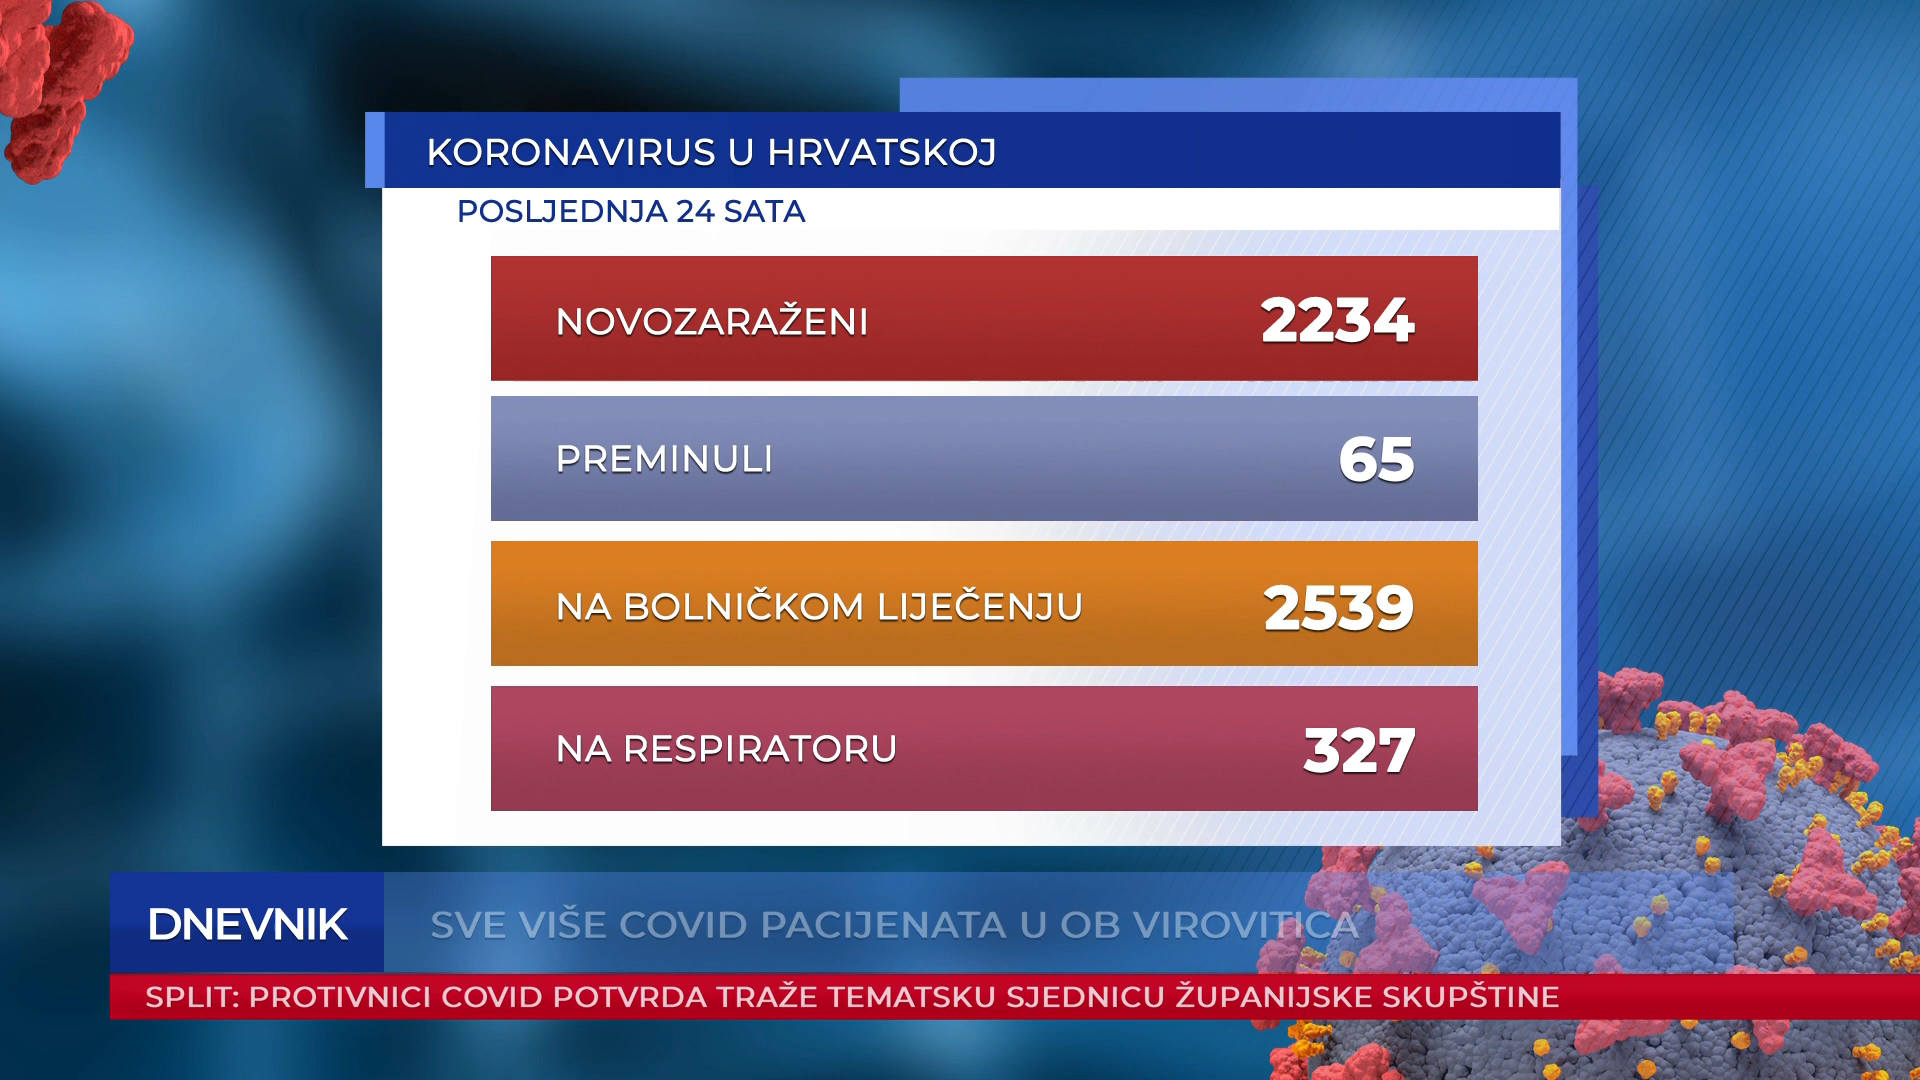 KORONAVIRUS U HRVATSKOJ
POSLJEDNJA 24 SATA
NOVOZARAŽENI 2234
PREMINULI 65
NA BOLNIČKOM LIJEČENJU 2539
NA RESPIRATORU 327
DNEVNIK SVE VIŠE COVID PACIJENATA U OB VIROVITICA
SPLIT: PROTIVNICI COVID POTVRDA TRAŽE TEMATSKU SJEDNICU ŽUPANIJSKE SKUPŠTINE